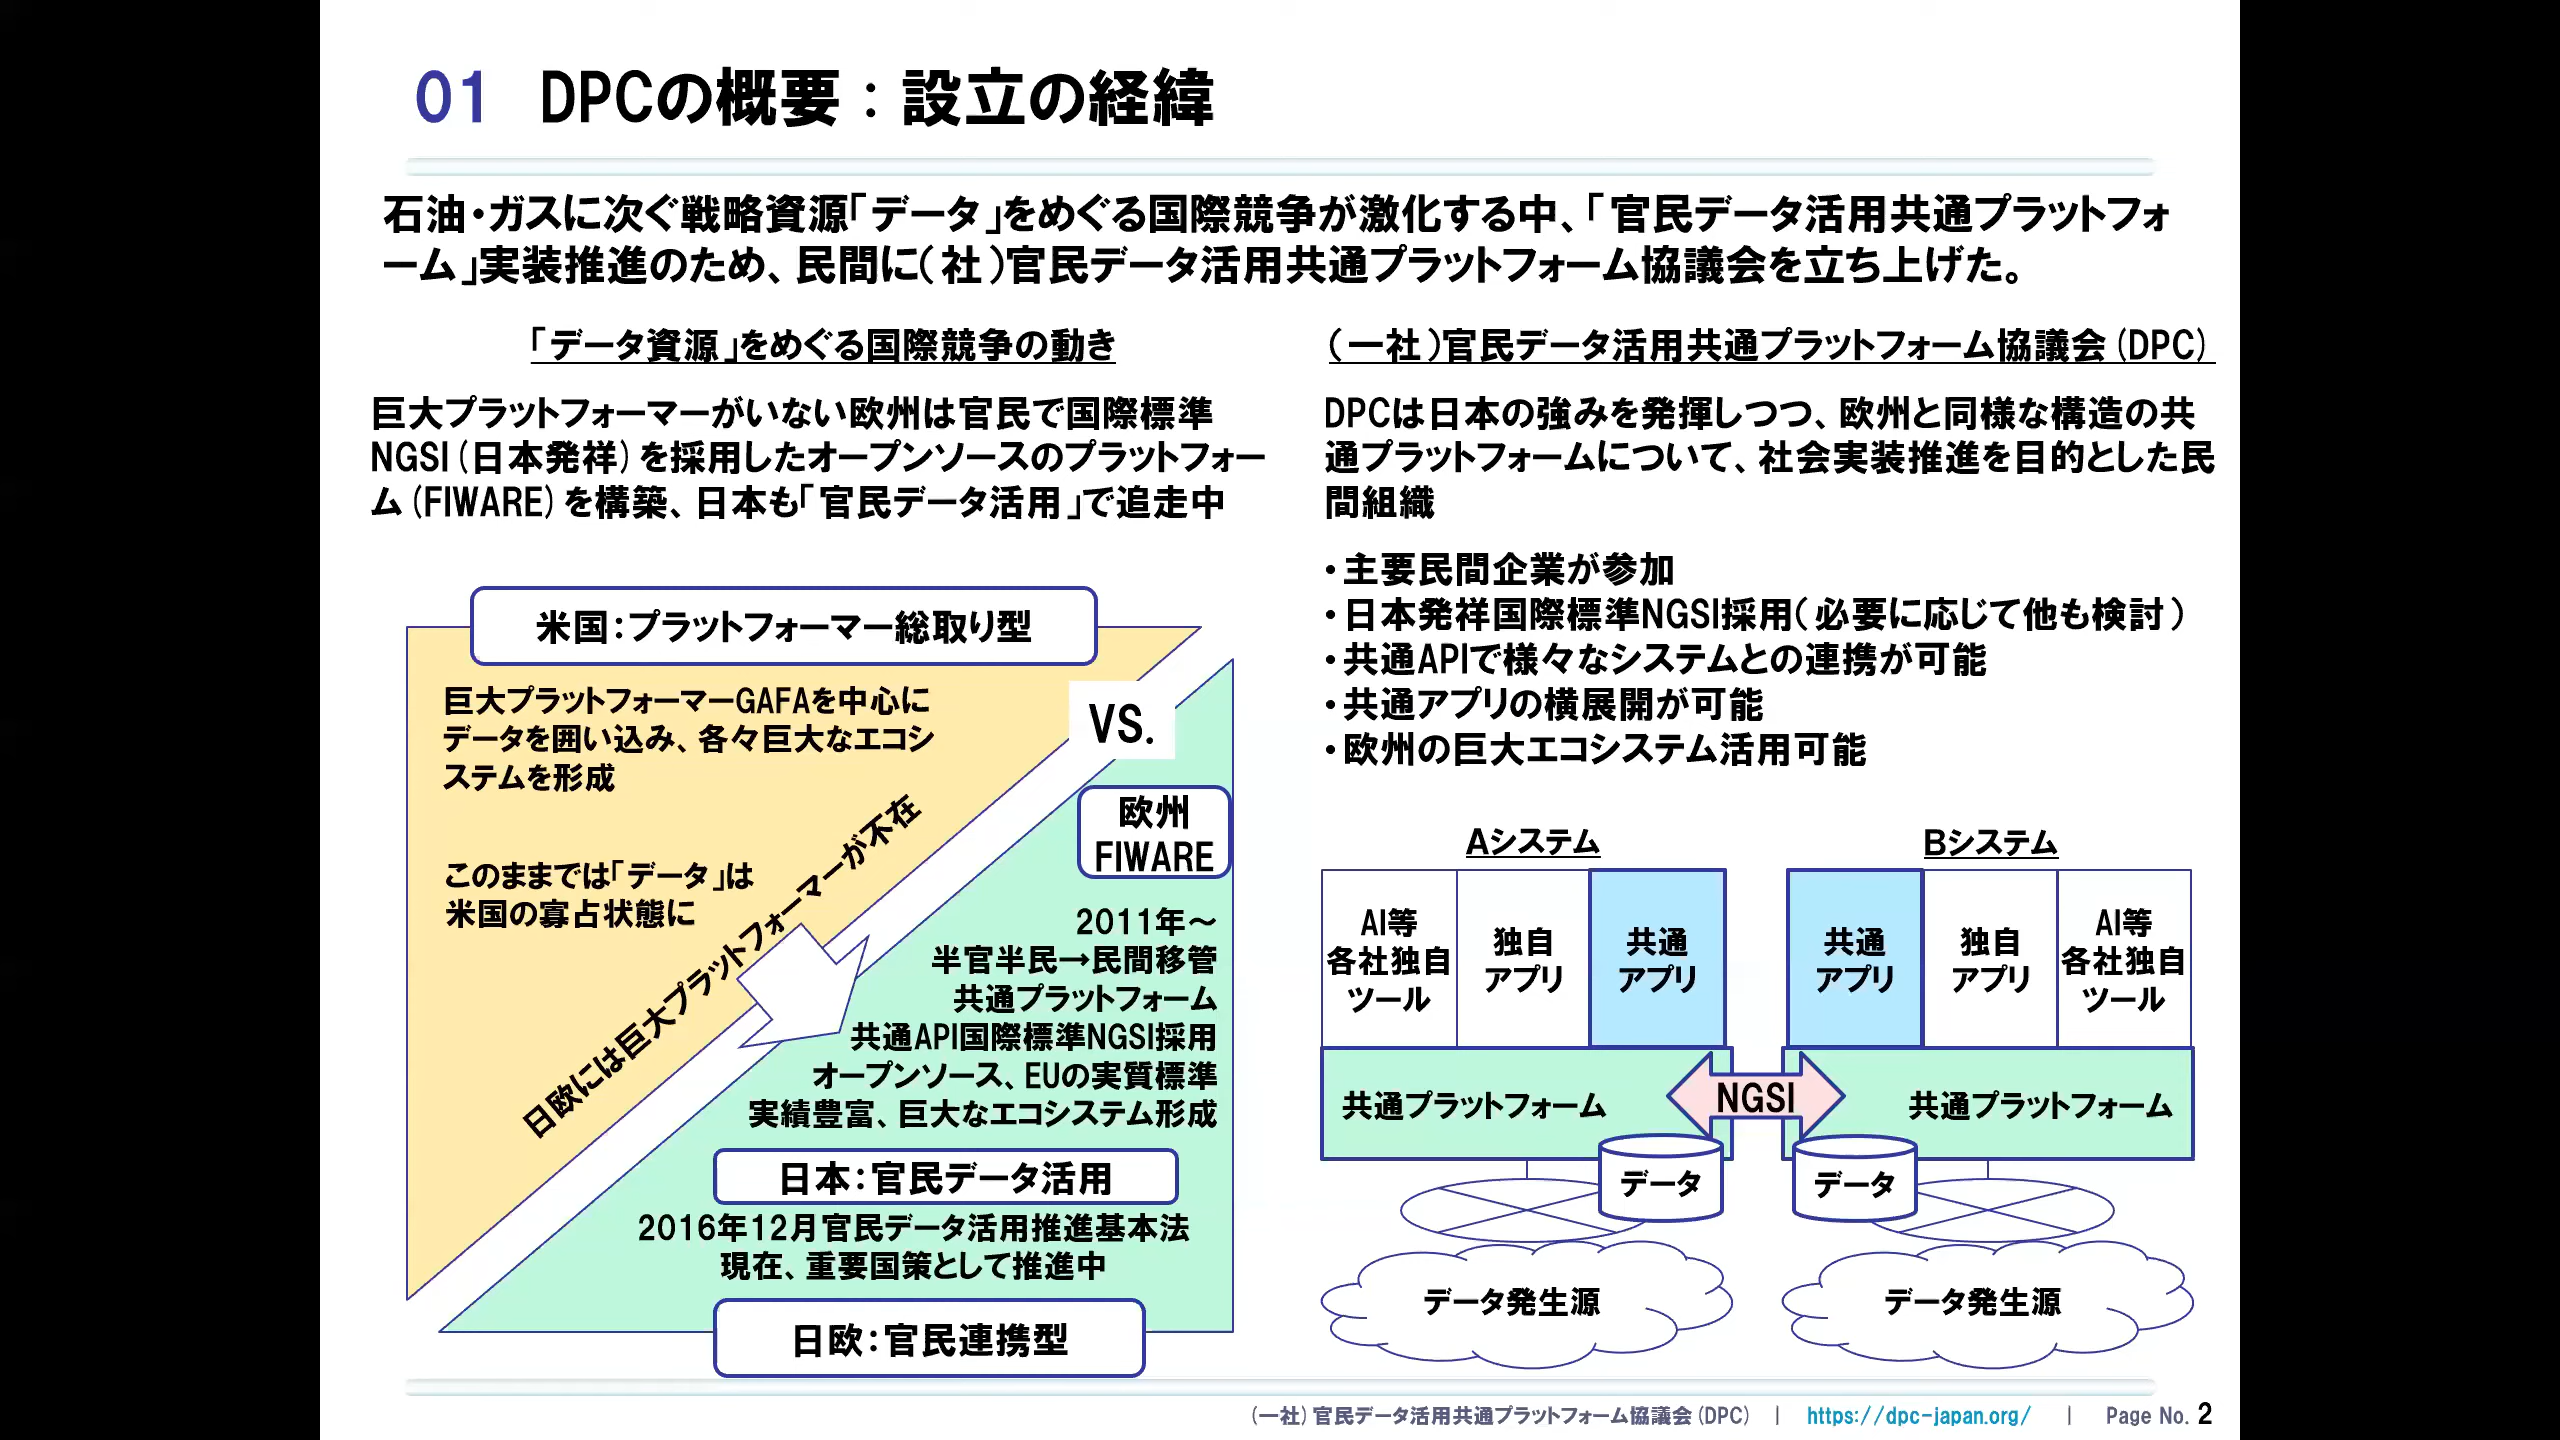 01 DPCの概要：設立の経緯
石油・ガスに次ぐ戦略資源「データ」をめぐる国際競争が激化する中、「官民データ活用共通プラットフォ
ーム」実装推進のため、民間に（社）官民データ活用共通プラットフォーム協議会を立ち上げた。
「データ資源」をめぐる国際競争の動き
巨大プラットフォーマーがいない欧州は官民で国際標準
NGSI（日本発祥）を採用したオープンソースのプラットフォー
ム（FIWARE）を構築、日本も「官民データ活用」で追走中
米国：プラットフォーマー総取り型
巨大プラットフォーマーGAFAを中心に
データを囲い込み、各々巨大なエコシ
ステムを形成
このままでは「データ」は
米国の寡占状態に
日欧には巨大プラットフォーマーが不在
VS.
欧州
FIWARE
2011年～
半官半民→民間移管
共通プラットフォーム
共通API国際標準NGSI採用
オープンソース、EUの実質標準
実績豊富、巨大なエコシステム形成
日本：官民データ活用
2016年12月官民データ活用推進基本法
現在、重要国策として推進中
日欧：官民連携型
（一社）官民データ活用共通プラットフォーム協議会（DPC）
DPCは日本の強みを発揮しつつ、欧州と同様な構造の共
通プラットフォームについて、社会実装推進を目的とした民
間組織
・主要民間企業が参加
・日本発祥国際標準NGSI採用（必要に応じて他も検討）
・共通APIで様々なシステムとの連携が可能
・共通アプリの横展開が可能
・欧州の巨大エコシステム活用可能
Aシステム
AI等
各社独自
ツール
独自
アプリ
共通
アプリ
共通プラットフォーム
データ
データ発生源
NGSI
Bシステム
共通
アプリ
独自
アプリ
AI等
各社独自
ツール
共通プラットフォーム
データ
データ発生源
（一社）官民データ活用共通プラットフォーム協議会（DPC） | https://dpc-japan.org/ | Page No. 2